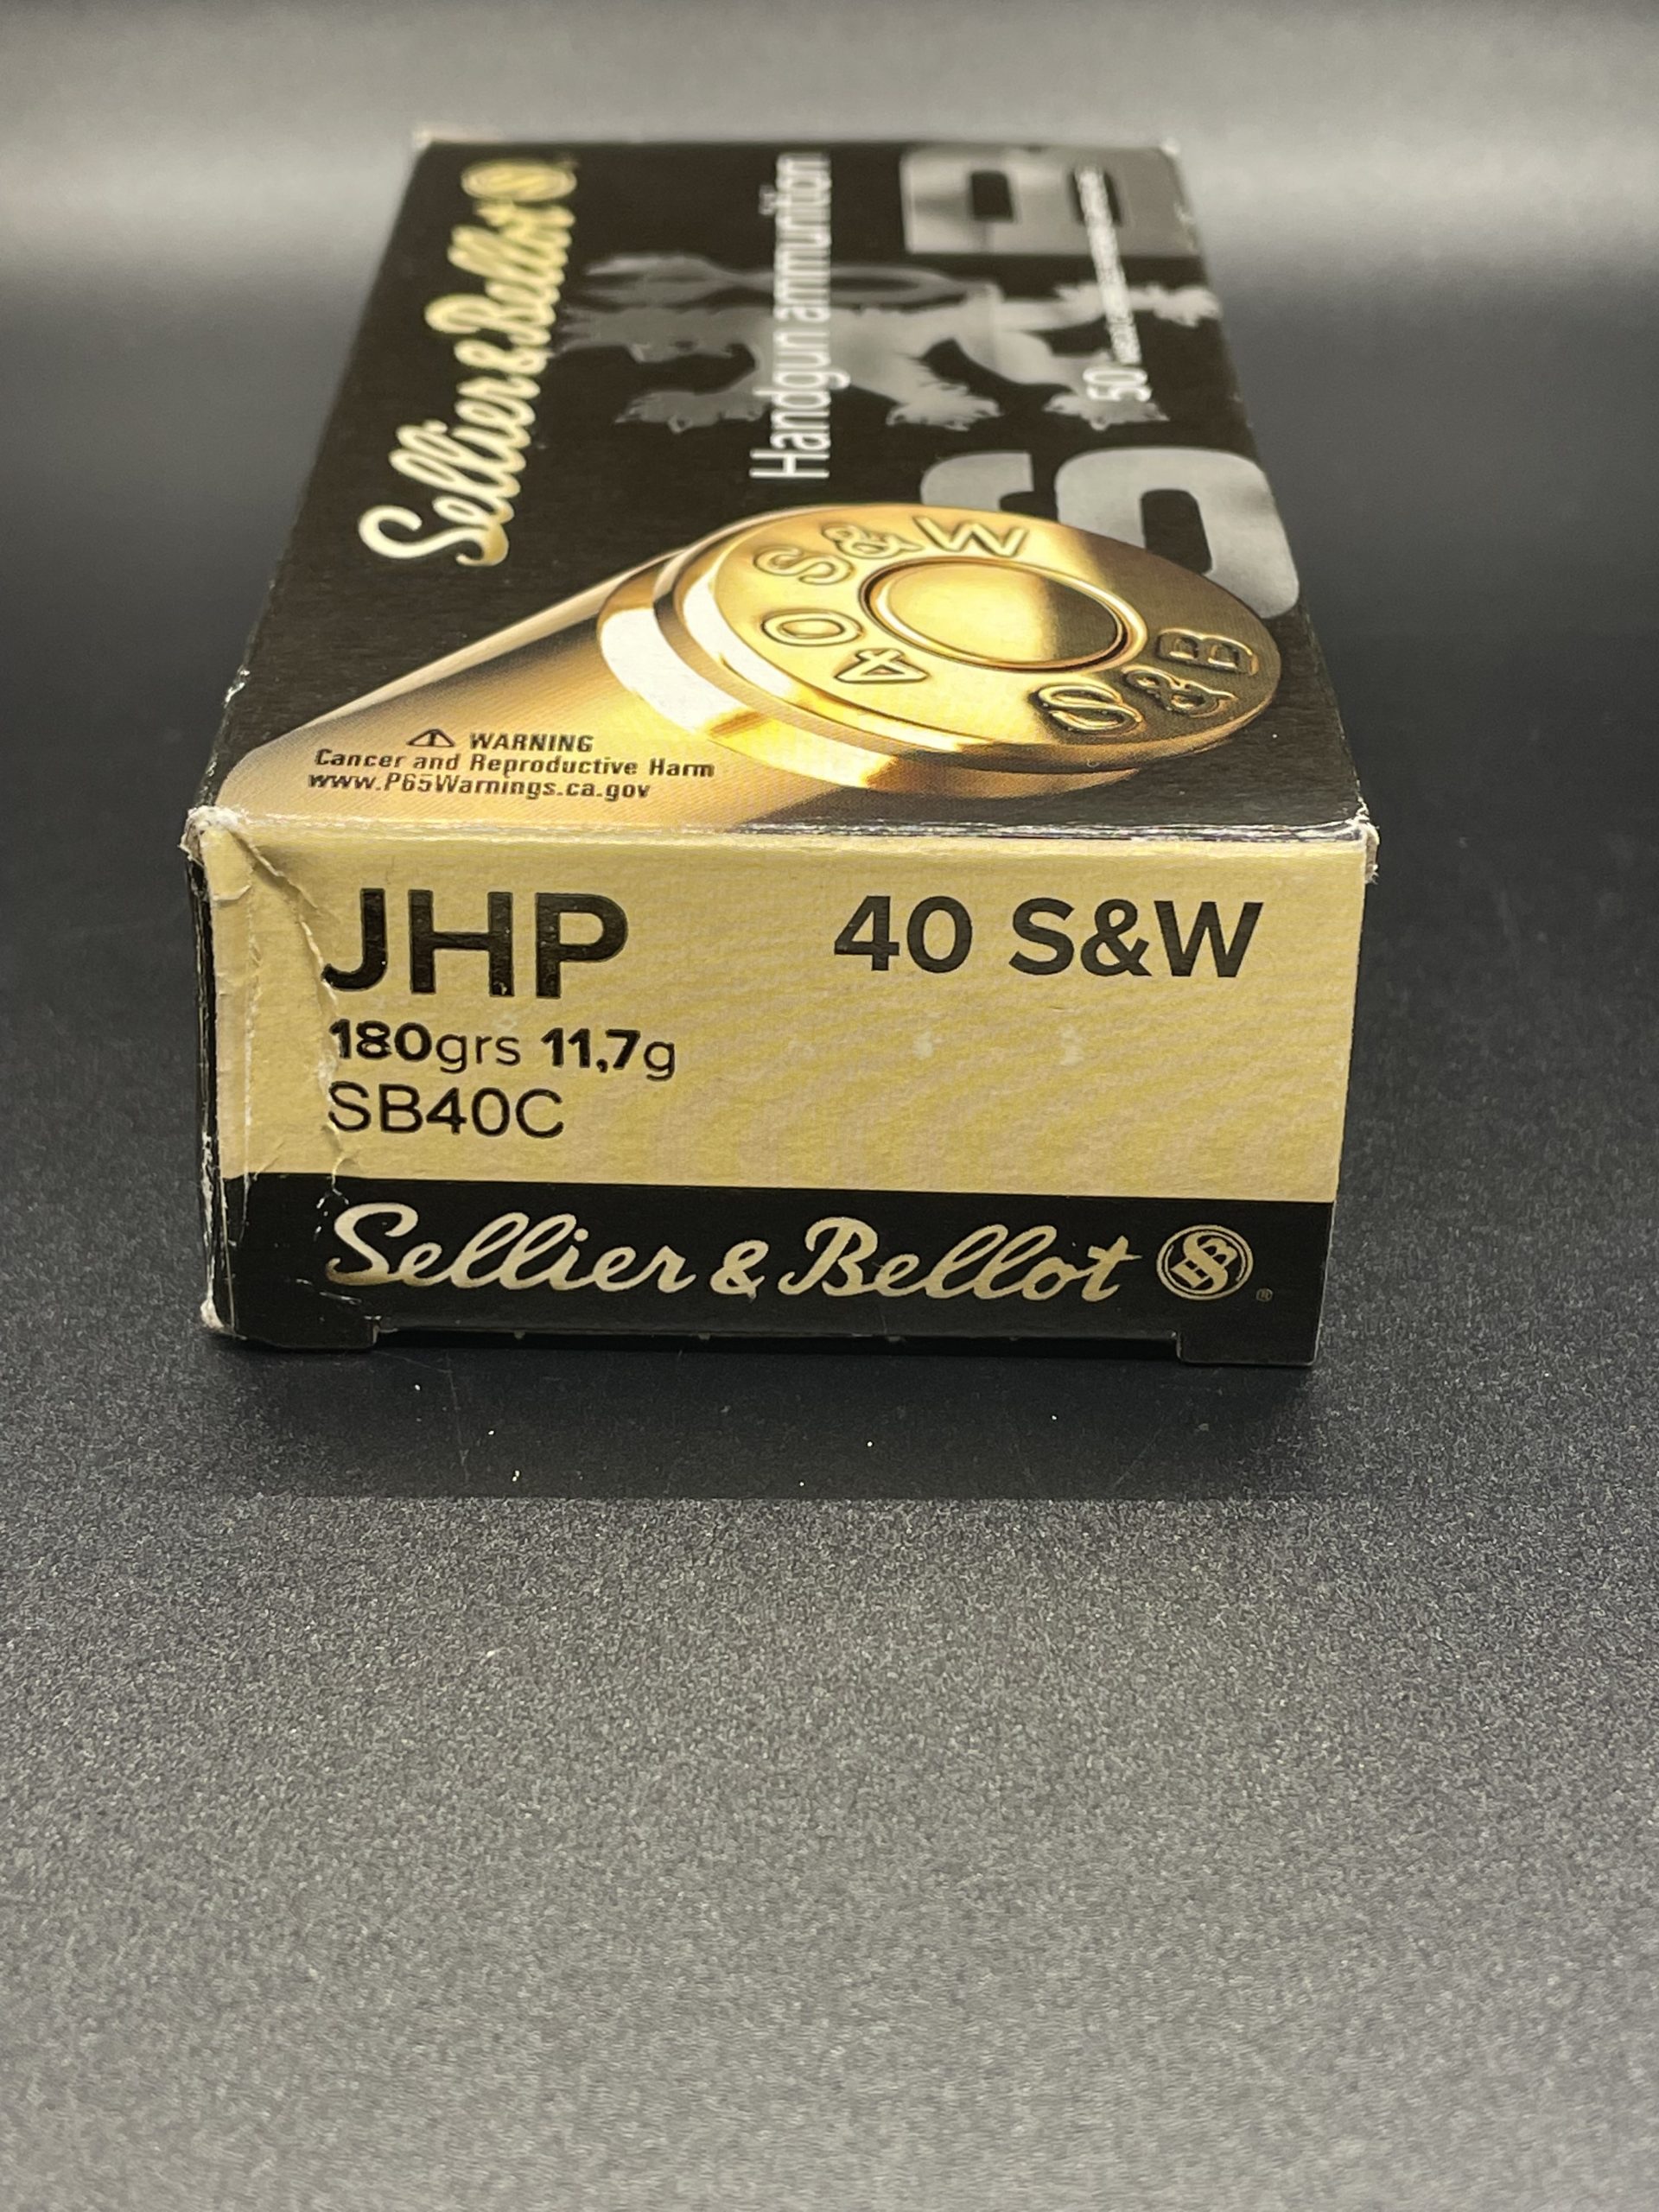 Sellier & Bellot
Handgun ammunition
50
40 S&W
S&B
WARNING
Cancer and Reproductive Harm
www.P65Warnings.ca.gov
JHP 40 S&W
180grs 11,7g
SB40C
Sellier & Bellot SB ®